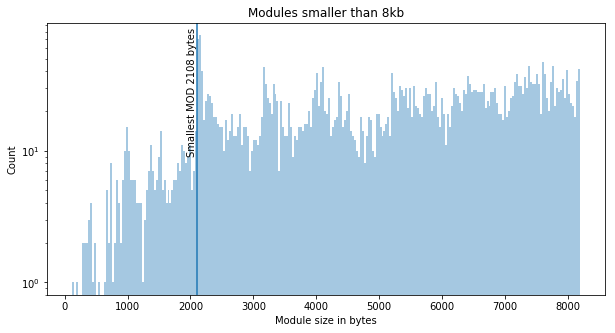 Modules smaller than 8kb
Count
10¹
10⁰
Smallest MOD 2108 bytes
0 1000 2000 3000 4000 5000 6000 7000 8000
Module size in bytes